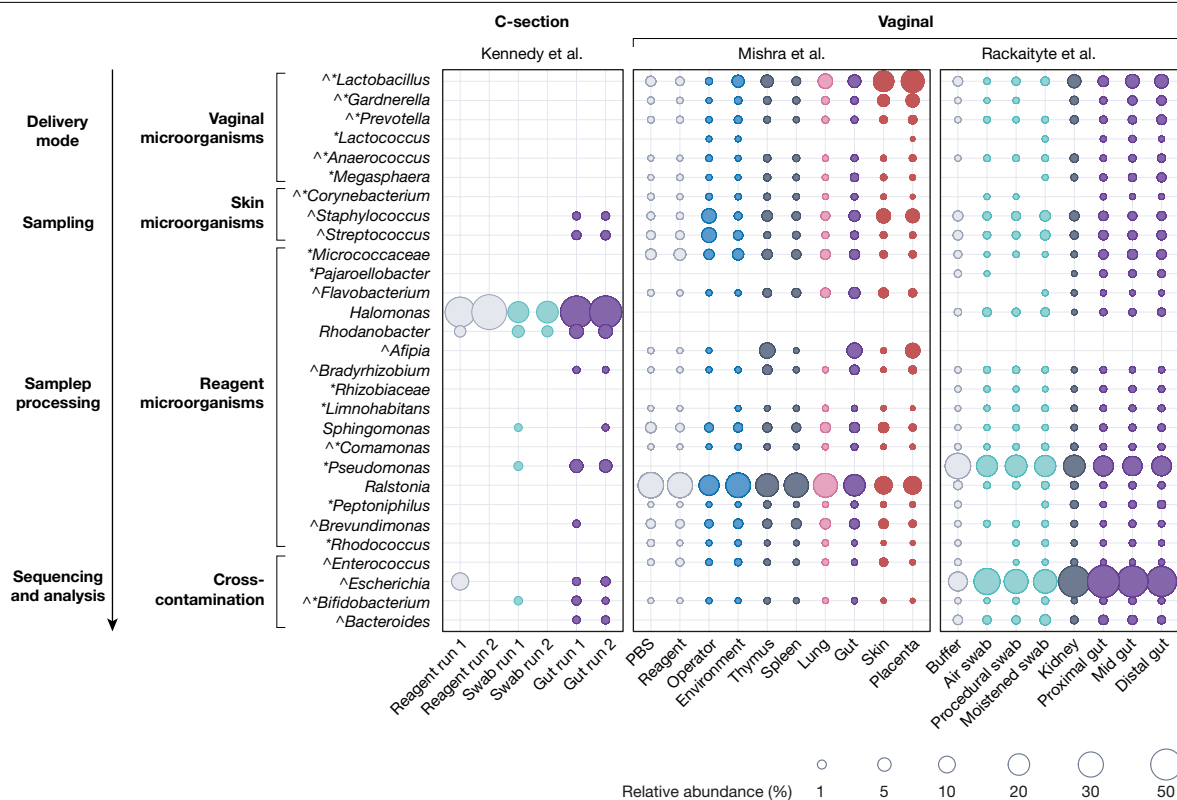 C-section
Vaginal
Kennedy et al.
Mishra et al.
Rackaityte et al.
Delivery
mode
Sampling
Samplep
processing
Sequencing
and analysis
Vaginal
microorganisms
Skin
microorganisms
Reagent
microorganisms
Cross-
contamination
^*Lactobacillus
^*Gardnerella
^*Prevotella
*Lactococcus
^*Anaerococcus
*Megasphaera
^*Corynebacterium
^Staphylococcus
^Streptococcus
*Micrococcaceae
*Pajaroellobacter
^Flavobacterium
Halomonas
Rhodanobacter
^Afipia
^Bradyrhizobium
*Rhizobiaceae
*Limnohabitans
Sphingomonas
^*Comamonas
*Pseudomonas
Ralstonia
*Peptoniphilus
^Brevundimonas
*Rhodococcus
^Enterococcus
^Escherichia
^*Bifidobacterium
^Bacteroides
Reagent run 1
Reagent run 2
Swab run 1
Swab run 2
Gut run 1
Gut run 2
PBS
Reagent
Operator
Environment
Thymus
Spleen
Lung
Gut
Skin
Placenta
Buffer
Air swab
Procedural swab
Moistened swab
Kidney
Proximal gut
Mid gut
Distal gut
Relative abundance (%) 1 5 10 20 30 50